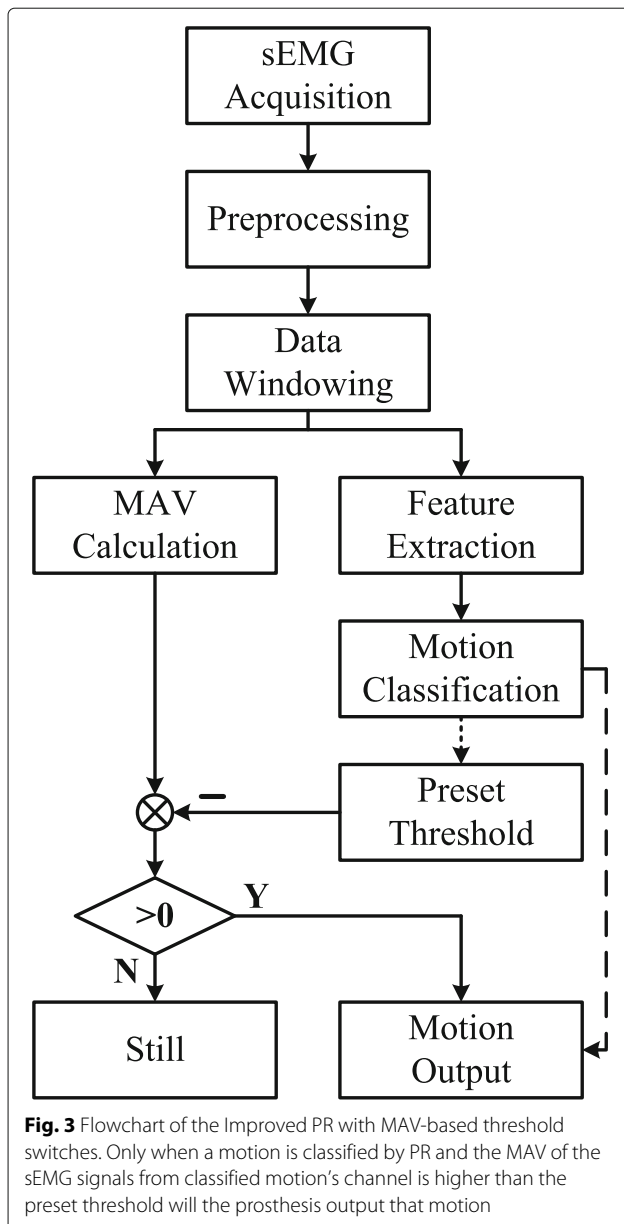 sEMG
Acquisition
Preprocessing
Data
Windowing
MAV
Calculation
Feature
Extraction
Motion
Classification
Preset
Threshold
−
>0
Y
N
Still
Motion
Output
Fig. 3 Flowchart of the Improved PR with MAV-based threshold
switches. Only when a motion is classified by PR and the MAV of the
sEMG signals from classified motion's channel is higher than the
preset threshold will the prosthesis output that motion